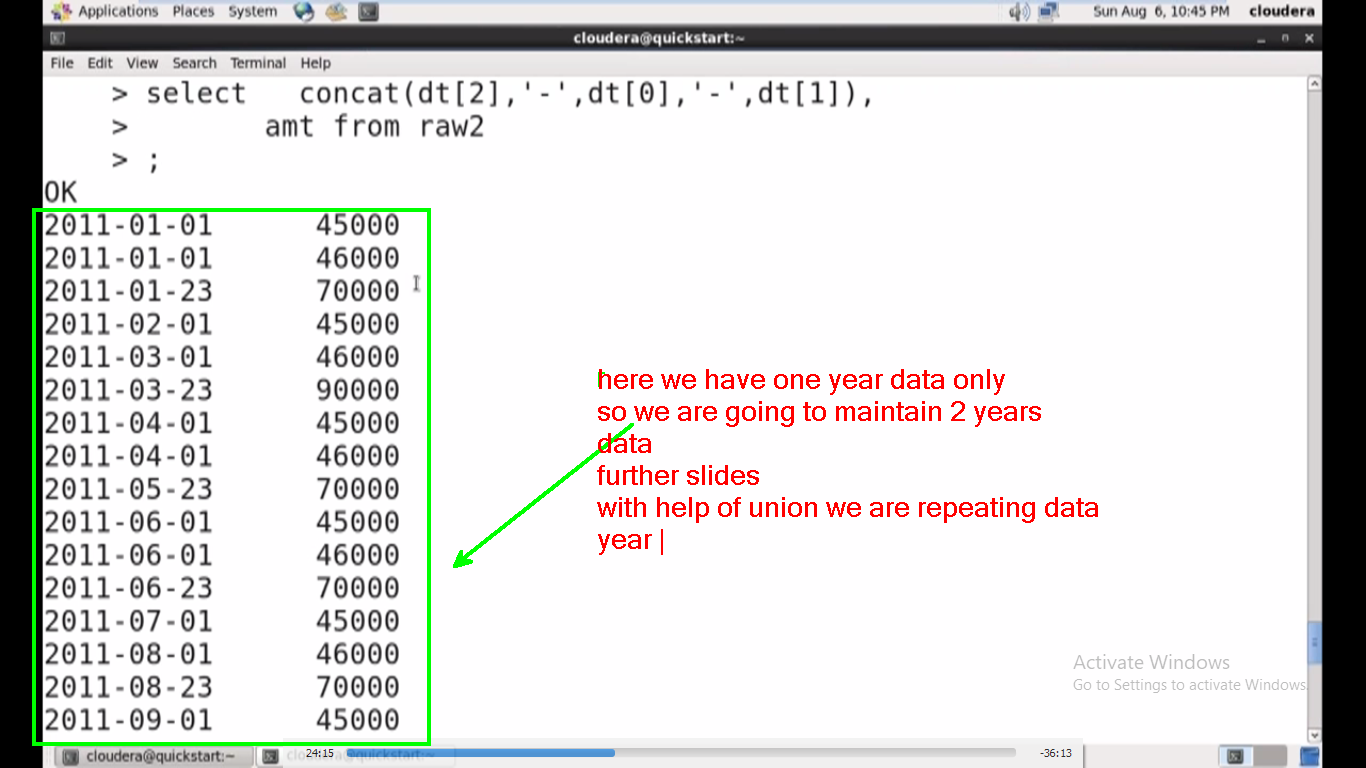 Applications Places System
Sun Aug 6, 10:45 PM cloudera
cloudera@quickstart:~
File Edit View Search Terminal Help
> select concat(dt[2],'-',dt[0],'-',dt[1]),
> amt from raw2
> ;
OK
2011-01-01 45000
2011-01-01 46000
2011-01-23 70000
2011-02-01 45000
2011-03-01 46000
2011-03-23 90000
2011-04-01 45000
2011-04-01 46000
2011-05-23 70000
2011-06-01 45000
2011-06-01 46000
2011-06-23 70000
2011-07-01 45000
2011-08-01 46000
2011-08-23 70000
2011-09-01 45000
here we have one year data only
so we are going to maintain 2 years
data
further slides
with help of union we are repeating data
year
Activate Windows
Go to Settings to activate Windows.
cloudera@quickstart:~
cloudera@quickstart:~
24:15
-36:13